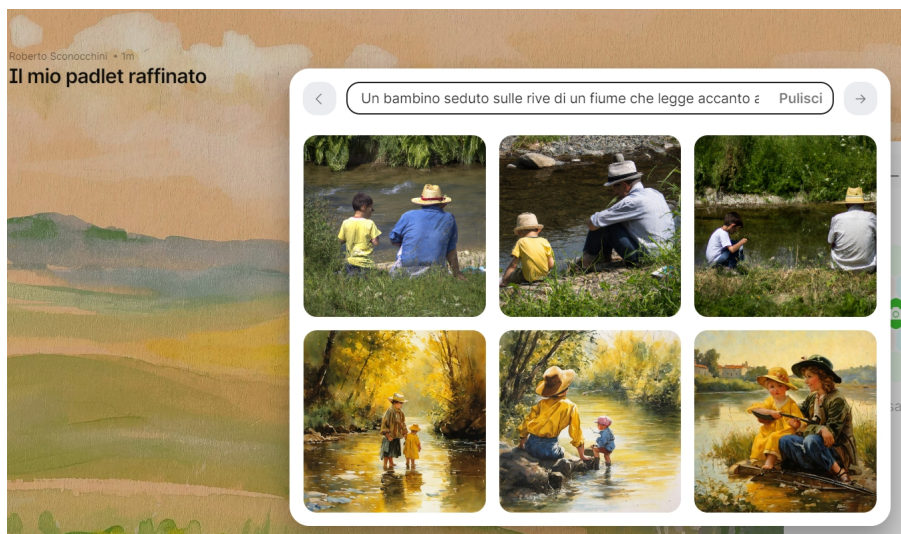 Roberto Sconocchini • 1m
Il mio padlet raffinato
Un bambino seduto sulle rive di un fiume che legge accanto a
Pulisci
sa